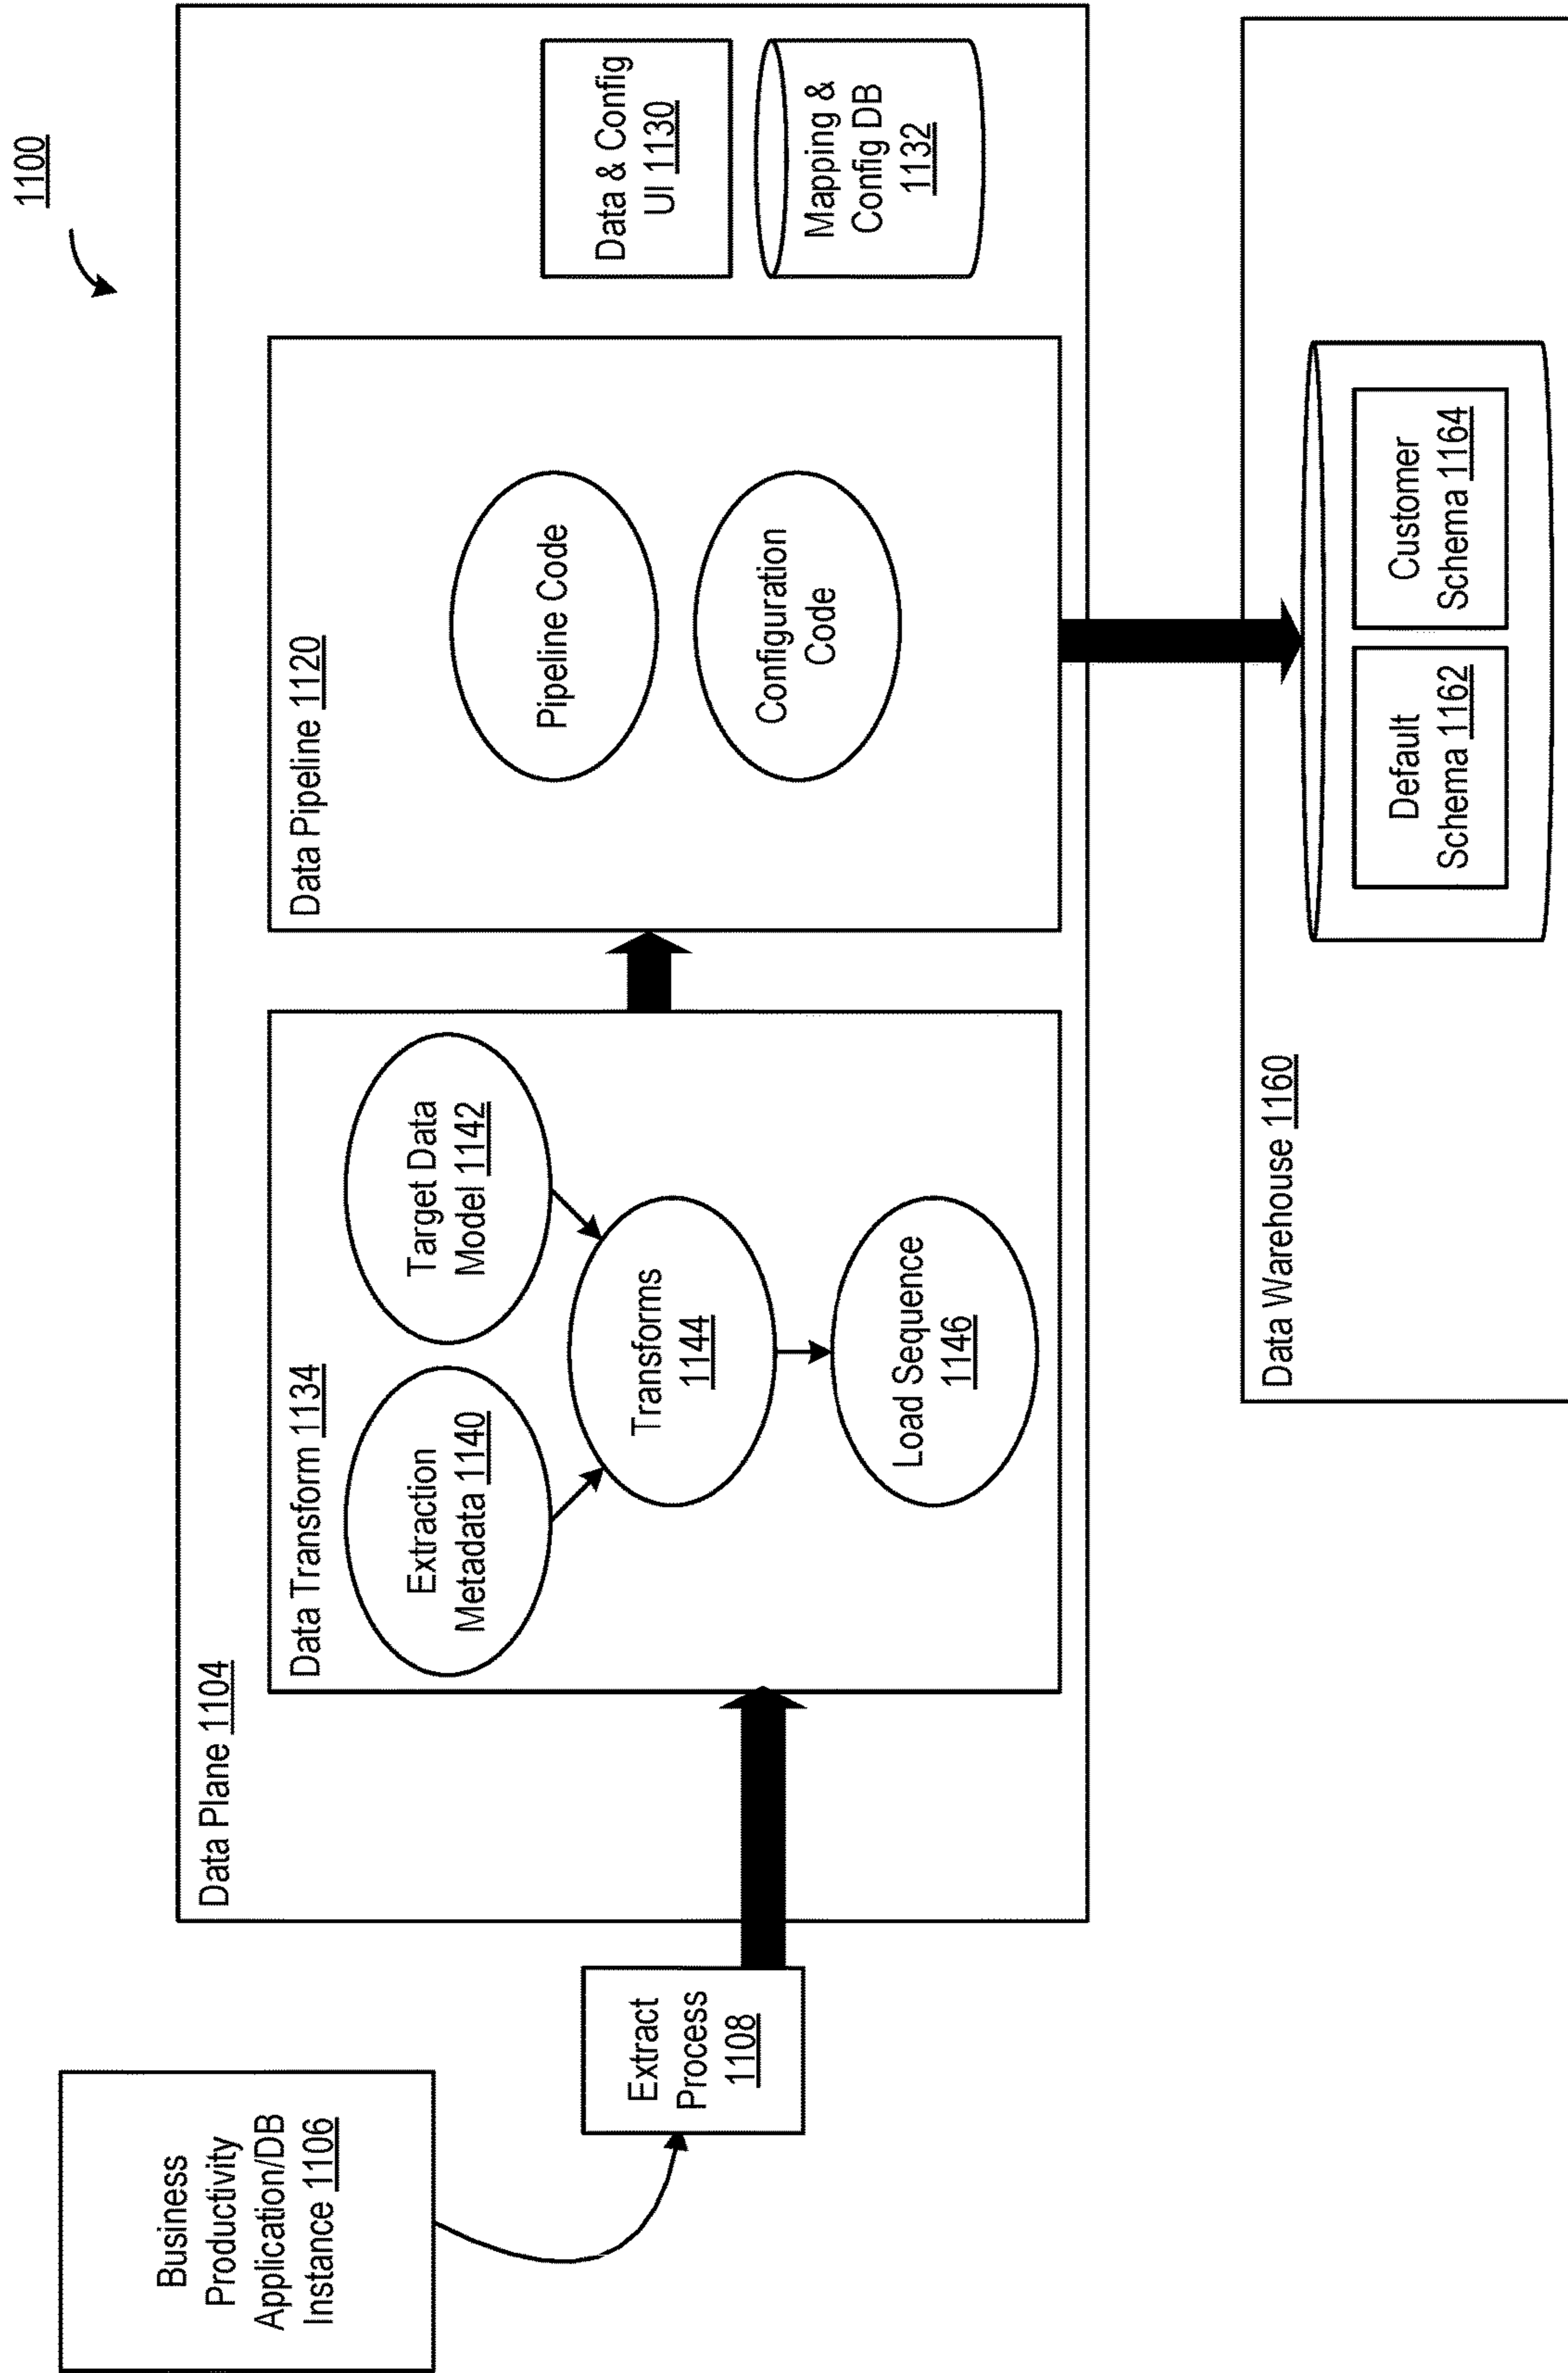 1100
Business
Productivity
Application/DB
Instance 1106
Extract
Process
1108
Data Plane 1104
Data Transform 1134
Extraction
Metadata 1140
Target Data
Model 1142
Transforms
1144
Load Sequence
1146
Data Pipeline 1120
Pipeline Code
Configuration
Code
Data & Config
UI 1130
Mapping &
Config DB
1132
Data Warehouse 1160
Default
Schema 1162
Customer
Schema 1164